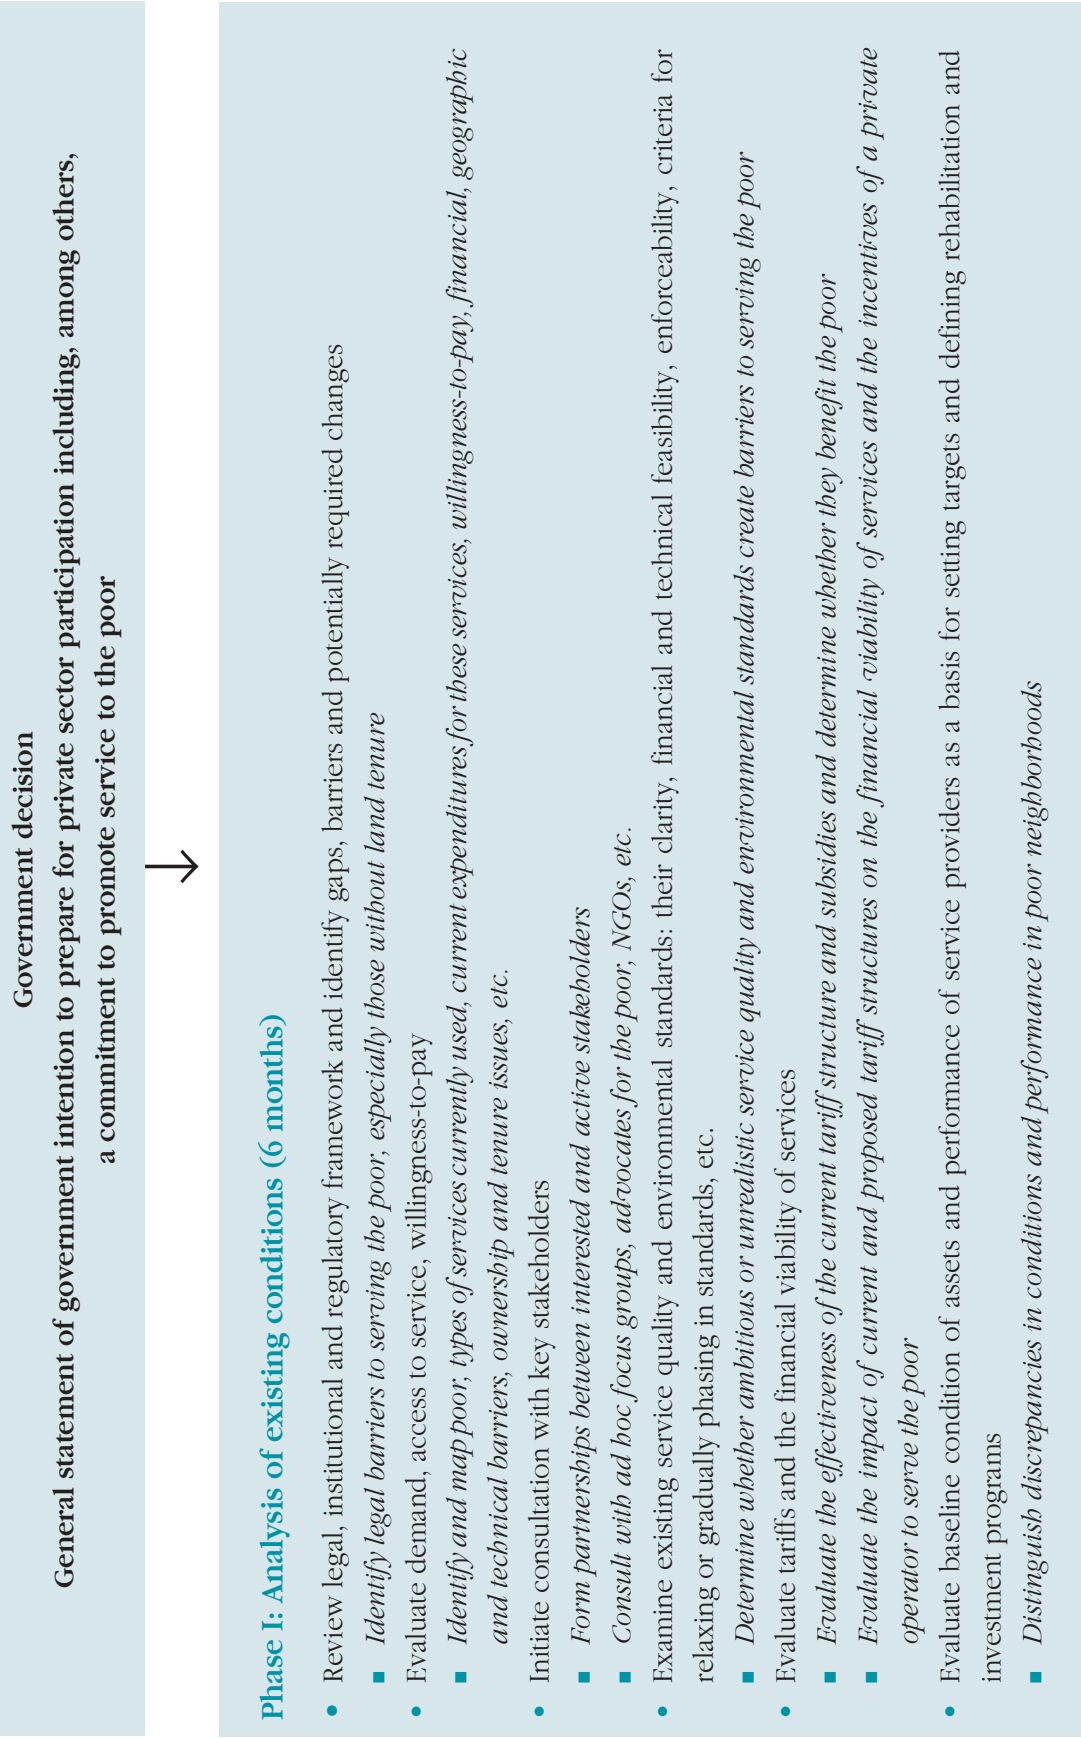 Government decision
General statement of government intention to prepare for private sector participation including, among others,
a commitment to promote service to the poor
Phase I: Analysis of existing conditions (6 months)
• Review legal, institutional and regulatory framework and identify gaps, barriers and potentially required changes
■ Identify legal barriers to serving the poor, especially those without land tenure
• Evaluate demand, access to service, willingness-to-pay
■ Identify and map poor, types of services currently used, current expenditures for these services, willingness-to-pay, financial, geographic
and technical barriers, ownership and tenure issues, etc.
• Initiate consultation with key stakeholders
■ Form partnerships between interested and active stakeholders
■ Consult with ad hoc focus groups, advocates for the poor, NGOs, etc.
• Examine existing service quality and environmental standards: their clarity, financial and technical feasibility, enforceability, criteria for
relaxing or gradually phasing in standards, etc.
■ Determine whether ambitious or unrealistic service quality and environmental standards create barriers to serving the poor
• Evaluate tariffs and the financial viability of services
■ Evaluate the effectiveness of the current tariff structure and subsidies and determine whether they benefit the poor
■ Evaluate the impact of current and proposed tariff structures on the financial viability of services and the incentives of a private
operator to serve the poor
• Evaluate baseline condition of assets and performance of service providers as a basis for setting targets and defining rehabilitation and
investment programs
■ Distinguish discrepancies in conditions and performance in poor neighborhoods